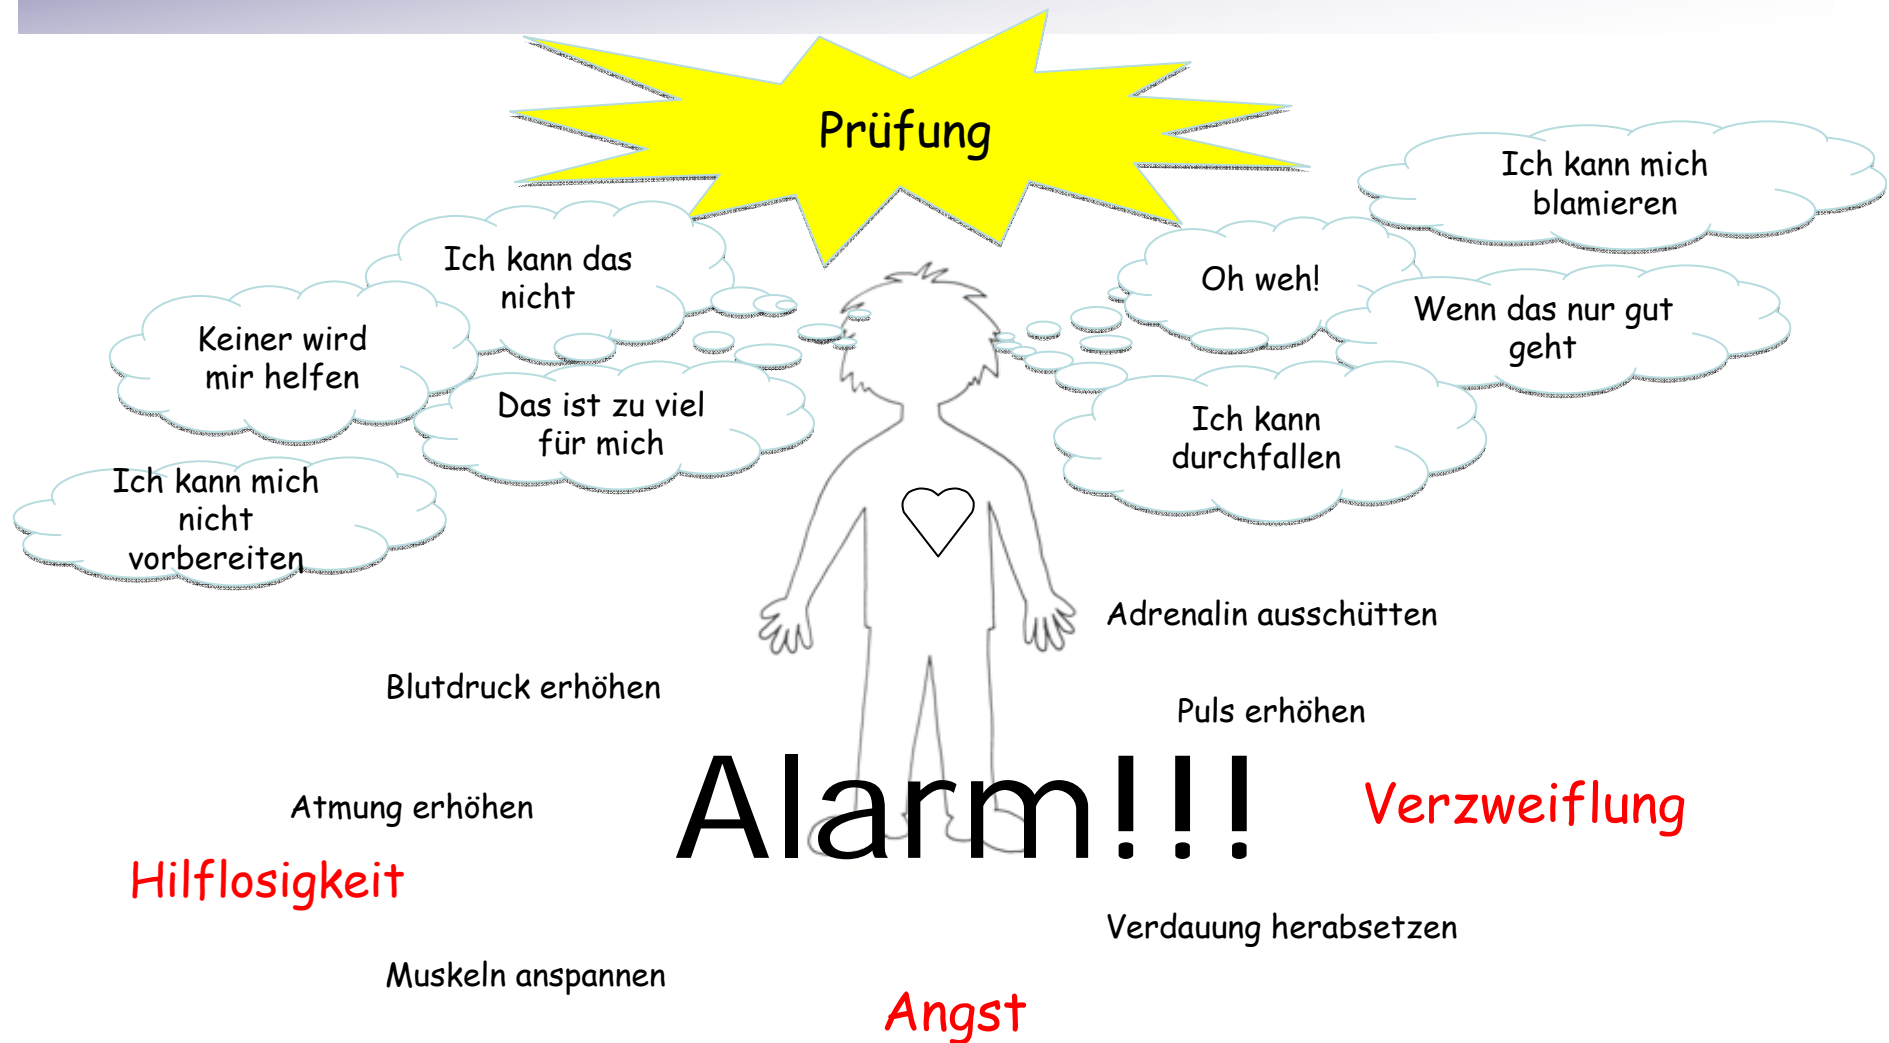 Prüfung
Ich kann mich
blamieren
Ich kann das
nicht
Oh weh!
Wenn das nur gut
geht
Keiner wird
mir helfen
Das ist zu viel
für mich
Ich kann
durchfallen
Ich kann mich
nicht
vorbereiten
Adrenalin ausschütten
Blutdruck erhöhen
Puls erhöhen
Alarm!!!
Atmung erhöhen
Verzweiflung
Hilflosigkeit
Verdauung herabsetzen
Muskeln anspannen
Angst